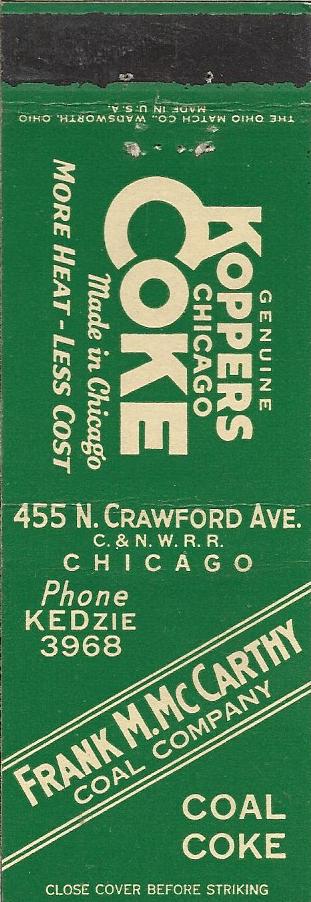 THE OHIO MATCH CO., WADSWORTH, OHIO
MADE IN U.S.A.
GENUINE
KOPPERS
CHICAGO
COKE
Made in Chicago
MORE HEAT - LESS COST
455 N. CRAWFORD AVE.
C. & N. W. R. R.
CHICAGO
Phone
KEDZIE
3968
FRANK M. MCCARTHY
COAL COMPANY
COAL
COKE
CLOSE COVER BEFORE STRIKING